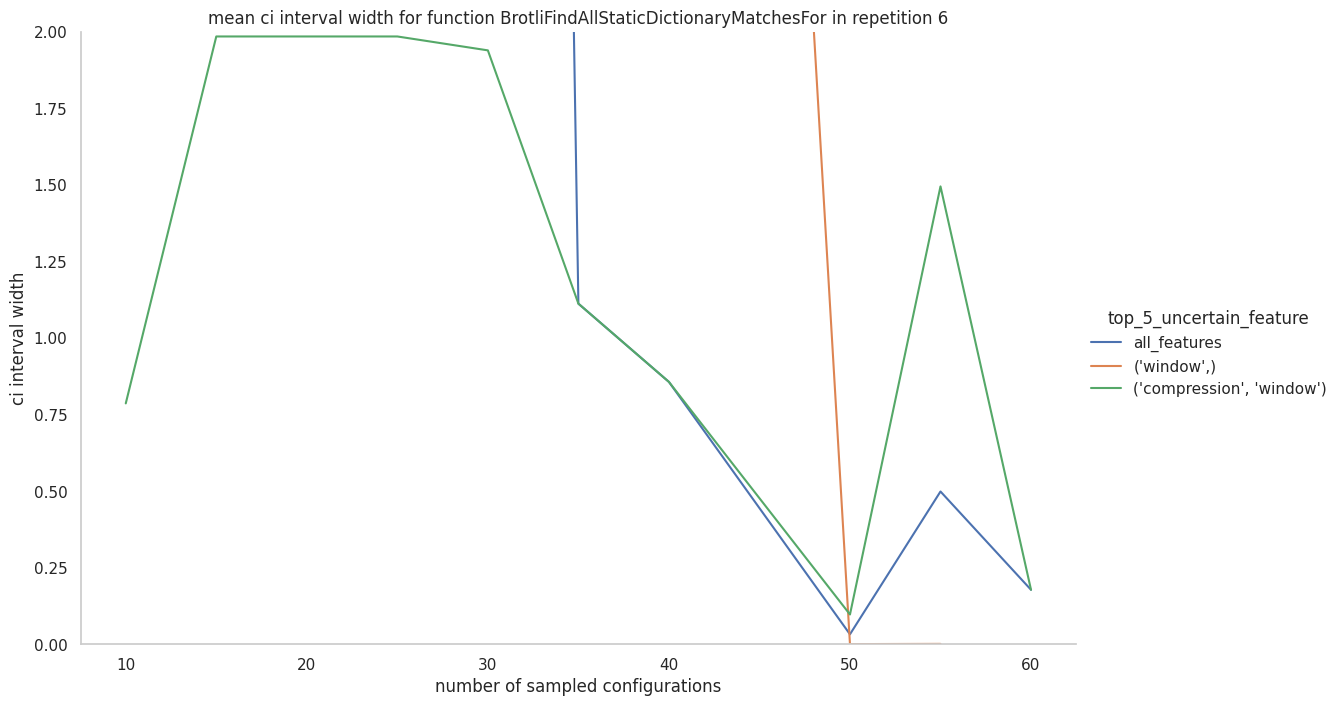 mean ci interval width for function BrotliFindAllStaticDictionaryMatchesFor in repetition 6
2.00
1.75
1.50
1.25
1.00
0.75
0.50
0.25
0.00
ci interval width
10
20
30
40
50
60
number of sampled configurations
top_5_uncertain_feature
all_features
('window',)
('compression', 'window')